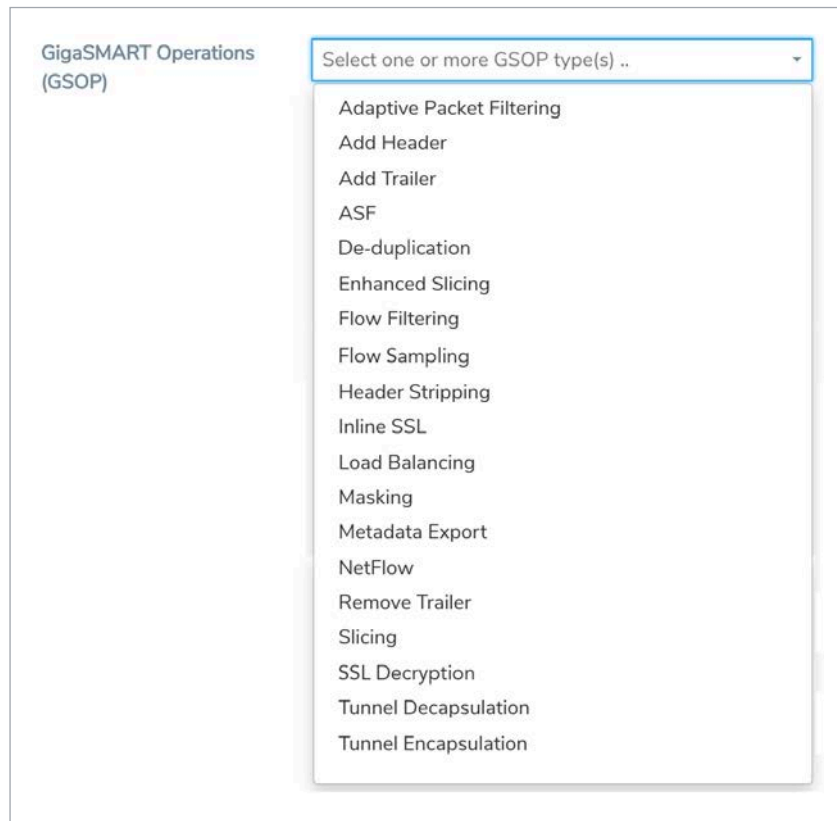 GigaSMART Operations
(GSOP)
Select one or more GSOP type(s) ..
Adaptive Packet Filtering
Add Header
Add Trailer
ASF
De-duplication
Enhanced Slicing
Flow Filtering
Flow Sampling
Header Stripping
Inline SSL
Load Balancing
Masking
Metadata Export
NetFlow
Remove Trailer
Slicing
SSL Decryption
Tunnel Decapsulation
Tunnel Encapsulation